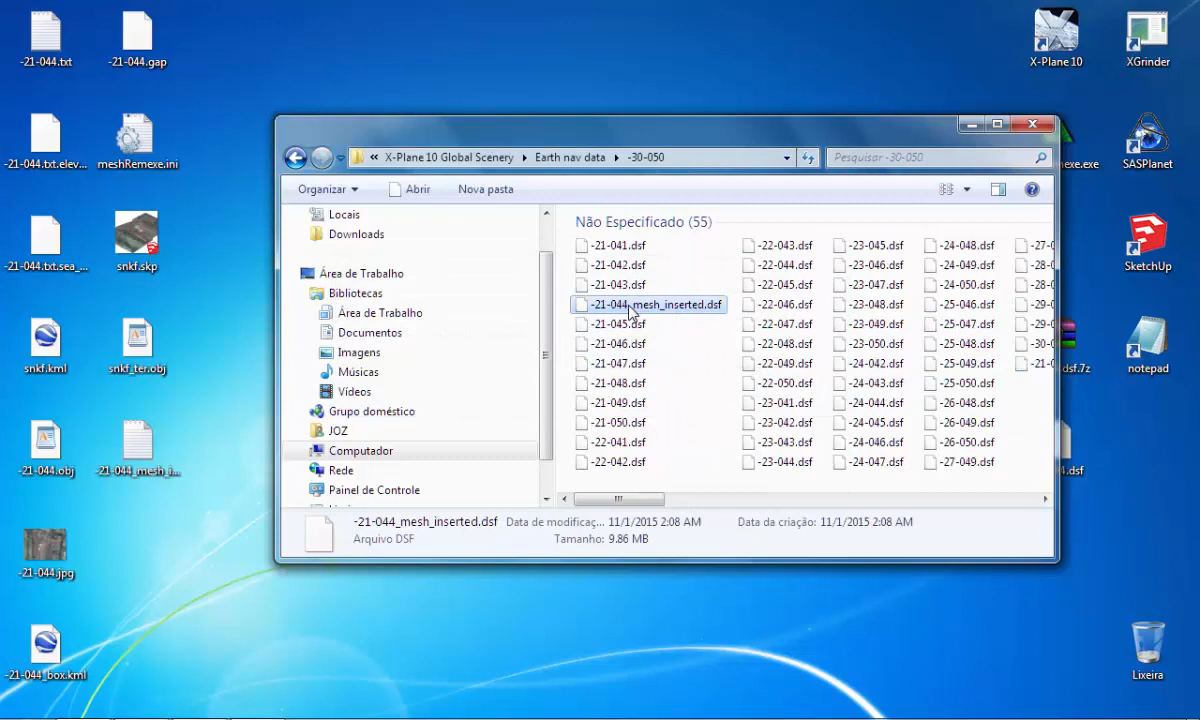 -21-044.txt
-21-044.gap
X-Plane 10
XGrinder
-21-044.txt.elev...
meshRemexe.ini
SASPlanet
-21-044.txt.sea_...
snkf.skp
SketchUp
snkf.kml
snkf_ter.obj
notepad
-21-044.obj
-21-044_mesh_i...
-21-044.jpg
-21-044_box.kml
Lixeira
« X-Plane 10 Global Scenery ▸ Earth nav data ▸ -30-050
Pesquisar -30-050
Organizar
Abrir
Nova pasta
Locais
Downloads
Área de Trabalho
Bibliotecas
Área de Trabalho
Documentos
Imagens
Músicas
Vídeos
Grupo doméstico
JOZ
Computador
Rede
Painel de Controle
Não Especificado (55)
-21-041.dsf
-21-042.dsf
-21-043.dsf
-21-044_mesh_inserted.dsf
-21-045.dsf
-21-046.dsf
-21-047.dsf
-21-048.dsf
-21-049.dsf
-21-050.dsf
-22-041.dsf
-22-042.dsf
-22-043.dsf
-22-044.dsf
-22-045.dsf
-22-046.dsf
-22-047.dsf
-22-048.dsf
-22-049.dsf
-22-050.dsf
-23-041.dsf
-23-042.dsf
-23-043.dsf
-23-044.dsf
-23-045.dsf
-23-046.dsf
-23-047.dsf
-23-048.dsf
-23-049.dsf
-23-050.dsf
-24-042.dsf
-24-043.dsf
-24-044.dsf
-24-045.dsf
-24-046.dsf
-24-047.dsf
-24-048.dsf
-24-049.dsf
-24-050.dsf
-25-046.dsf
-25-047.dsf
-25-048.dsf
-25-049.dsf
-25-050.dsf
-26-048.dsf
-26-049.dsf
-26-050.dsf
-27-049.dsf
-21-044_mesh_inserted.dsf
Data de modificaç... 11/1/2015 2:08 AM
Data da criação: 11/1/2015 2:08 AM
Arquivo DSF
Tamanho: 9.86 MB